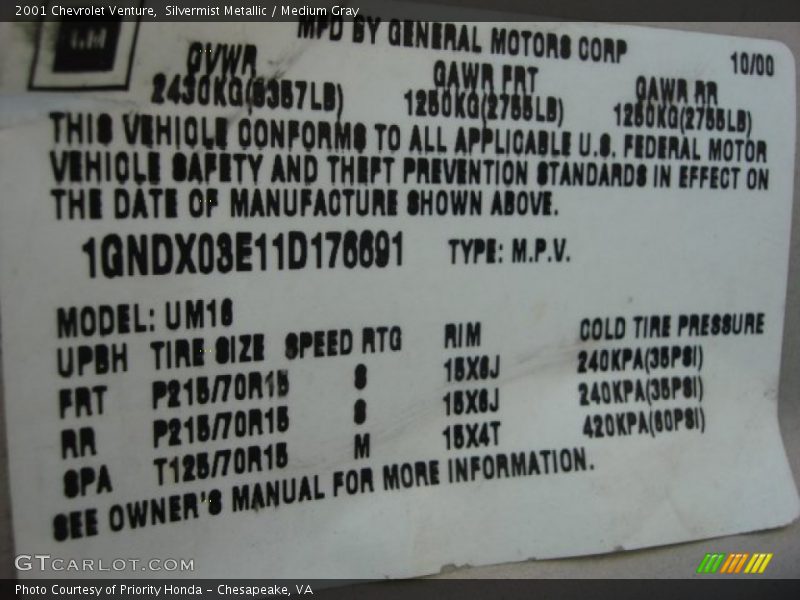 2001 Chevrolet Venture, Silvermist Metallic / Medium Gray
GM
MFD BY GENERAL MOTORS CORP
10/00
GVWR GAWR FRT GAWR RR
2430KG(5357LB) 1250KG(2755LB) 1250KG(2755LB)
THIS VEHICLE CONFORMS TO ALL APPLICABLE U.S. FEDERAL MOTOR
VEHICLE SAFETY AND THEFT PREVENTION STANDARDS IN EFFECT ON
THE DATE OF MANUFACTURE SHOWN ABOVE.
1GNDX03E11D176691 TYPE: M.P.V.
MODEL: UM16
UPBH TIRE SIZE SPEED RTG RIM COLD TIRE PRESSURE
FRT P215/70R15 S 15X6J 240KPA(35PSI)
RR P215/70R15 S 15X6J 240KPA(35PSI)
SPA T125/70R15 M 15X4T 420KPA(60PSI)
SEE OWNER'S MANUAL FOR MORE INFORMATION.
GTCARLOT.COM
Photo Courtesy of Priority Honda - Chesapeake, VA